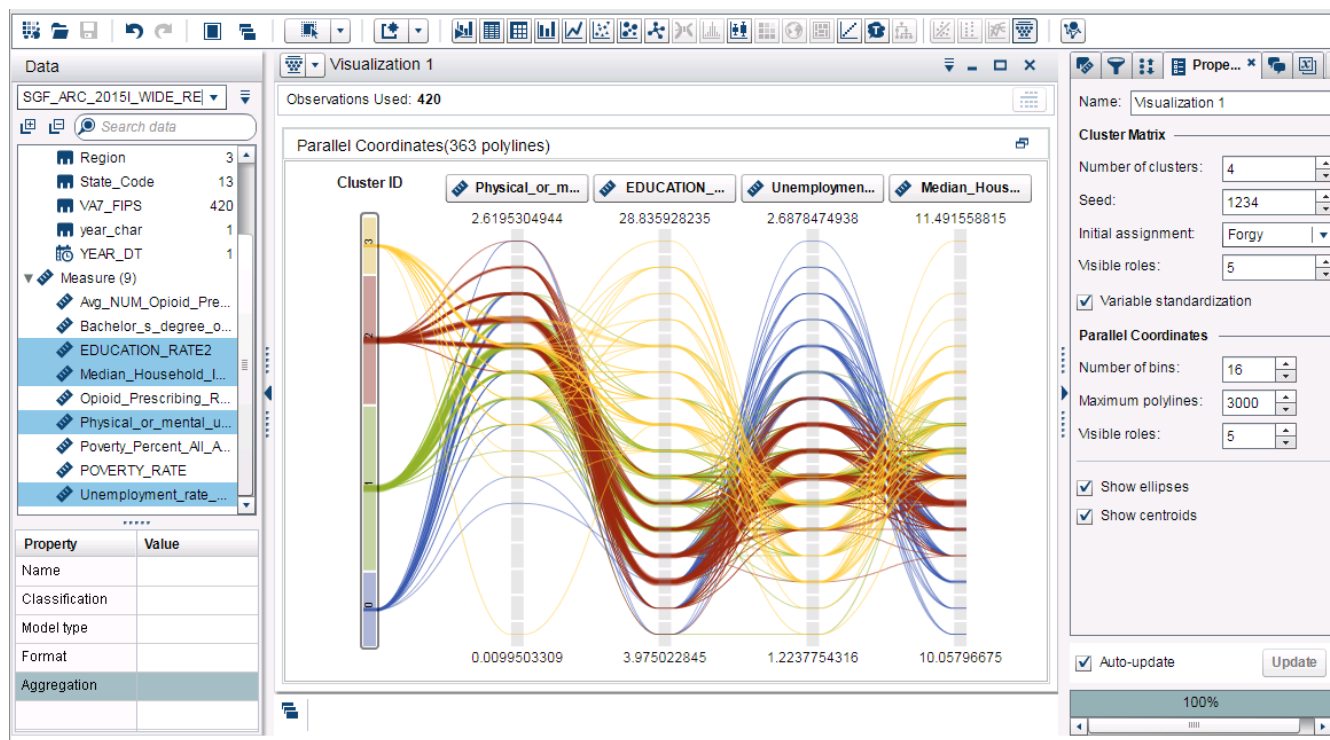 Data
SGF_ARC_2015I_WIDE_RE
Search data
Region 3
State_Code 13
VA7_FIPS 420
year_char 1
YEAR_DT 1
Measure (9)
Avg_NUM_Opioid_Pre...
Bachelor_s_degree_o...
EDUCATION_RATE2
Median_Household_I...
Opioid_Prescribing_R...
Physical_or_mental_u...
Poverty_Percent_All_A...
POVERTY_RATE
Unemployment_rate_...
Property Value
Name
Classification
Model type
Format
Aggregation
Visualization 1
Observations Used: 420
Parallel Coordinates(363 polylines)
Cluster ID Physical_or_m... EDUCATION_... Unemploymen... Median_Hous...
2.6195304944 28.835928235 2.6878474938 11.491558815
3
2
1
0
0.0099503309 3.975022845 1.2237754316 10.05796675
Prope...
Name: Visualization 1
Cluster Matrix
Number of clusters: 4
Seed: 1234
Initial assignment: Forgy
Visible roles: 5
Variable standardization
Parallel Coordinates
Number of bins: 16
Maximum polylines: 3000
Visible roles: 5
Show ellipses
Show centroids
Auto-update Update
100%